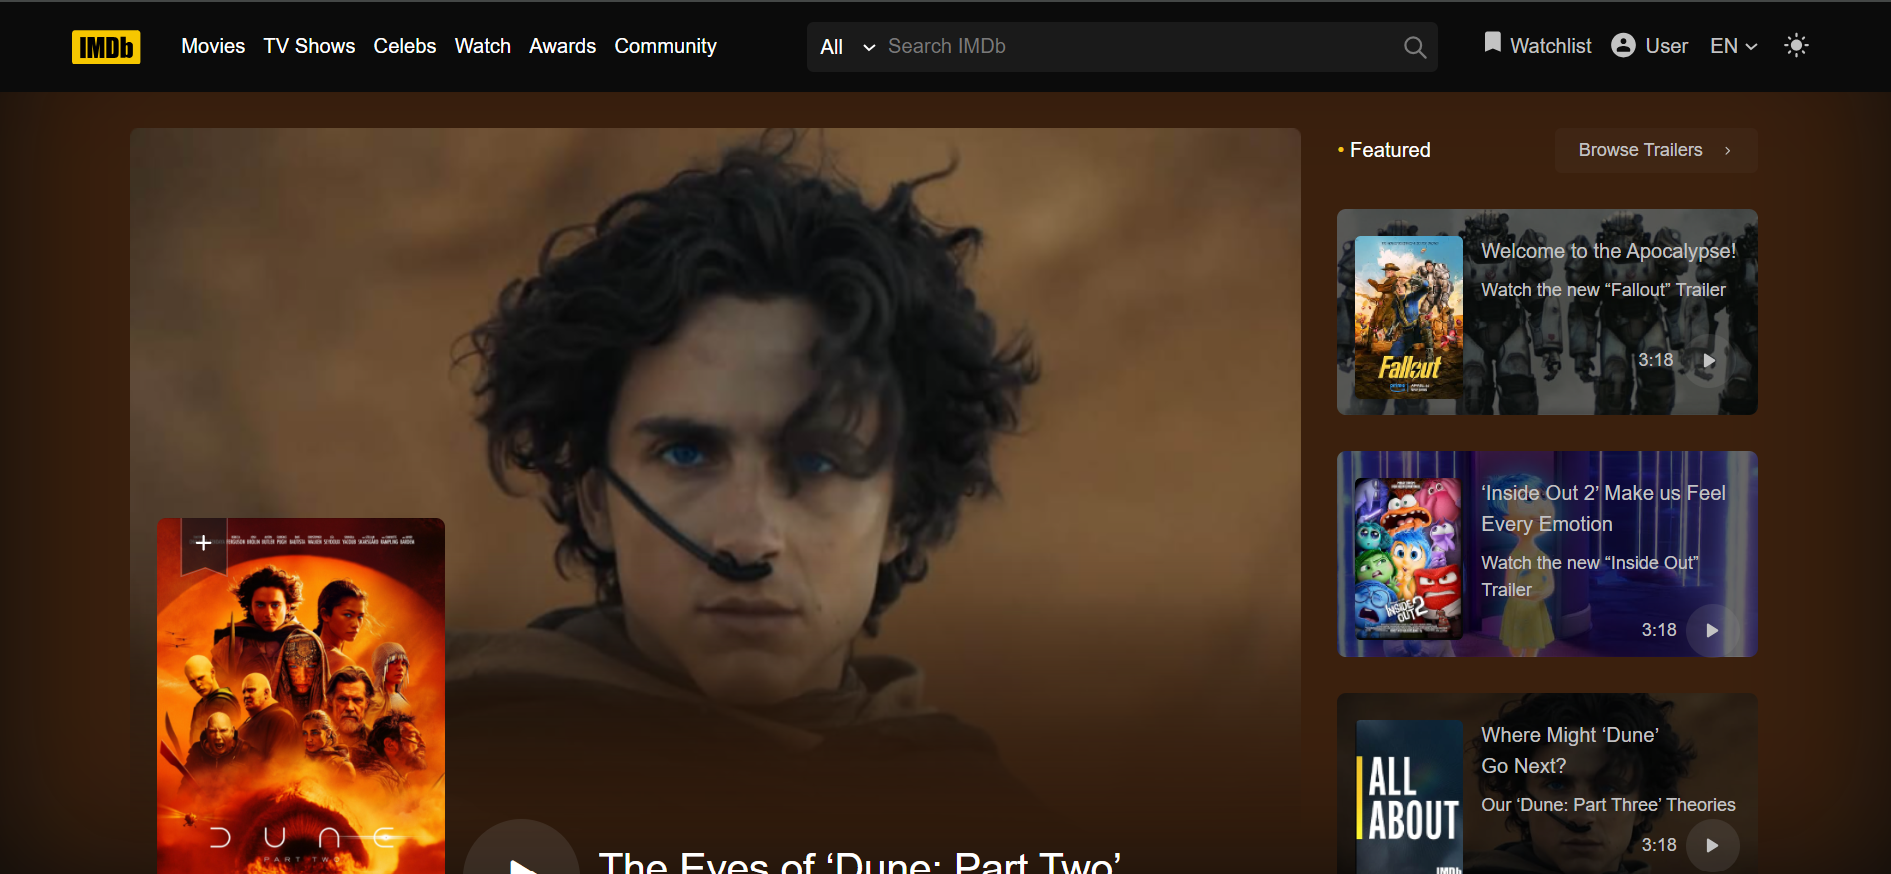 IMDb
Movies TV Shows Celebs Watch Awards Community
All
Search IMDb
Watchlist
User
EN
• Featured
Browse Trailers
Welcome to the Apocalypse!
Watch the new “Fallout” Trailer
3:18
Fallout
‘Inside Out 2’ Make us Feel
Every Emotion
Watch the new “Inside Out”
Trailer
3:18
INSIDE
OUT 2
Where Might ‘Dune’
Go Next?
Our ‘Dune: Part Three’ Theories
3:18
ALL
ABOUT
IMDb
DUNE
PART TWO
The Eyes of ‘Dune: Part Two’